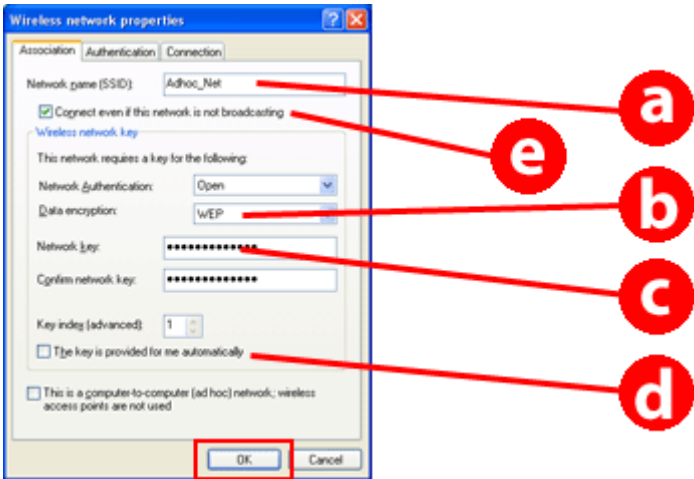 Wireless network properties
Association Authentication Connection
Network name (SSID): Adhoc_Net
a
Connect even if this network is not broadcasting
e
Wireless network key
This network requires a key for the following:
Network Authentication: Open
Data encryption: WEP
b
Network key: •••••••••••••
c
Confirm network key: •••••••••••••
Key index (advanced): 1
The key is provided for me automatically
d
This is a computer-to-computer (ad hoc) network; wireless
access points are not used
OK Cancel